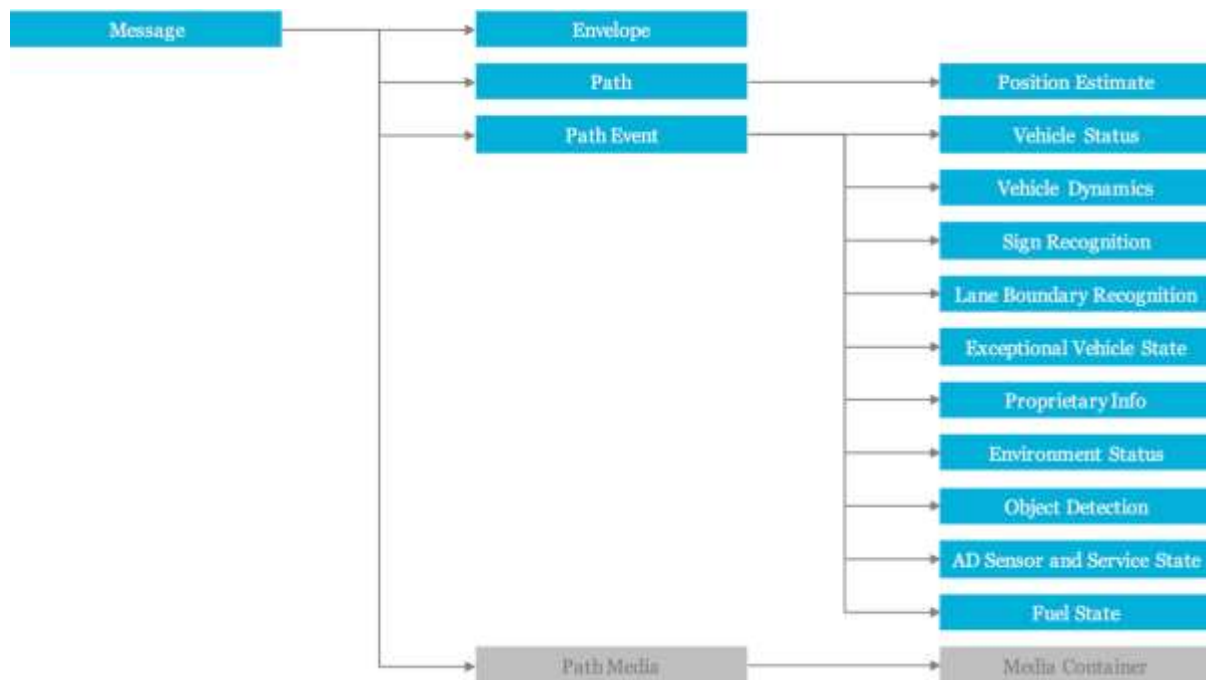 Message
Envelope
Path
Position Estimate
Path Event
Vehicle Status
Vehicle Dynamics
Sign Recognition
Lane Boundary Recognition
Exceptional Vehicle State
Proprietary Info
Environment Status
Object Detection
AD Sensor and Service State
Fuel State
Path Media
Media Container